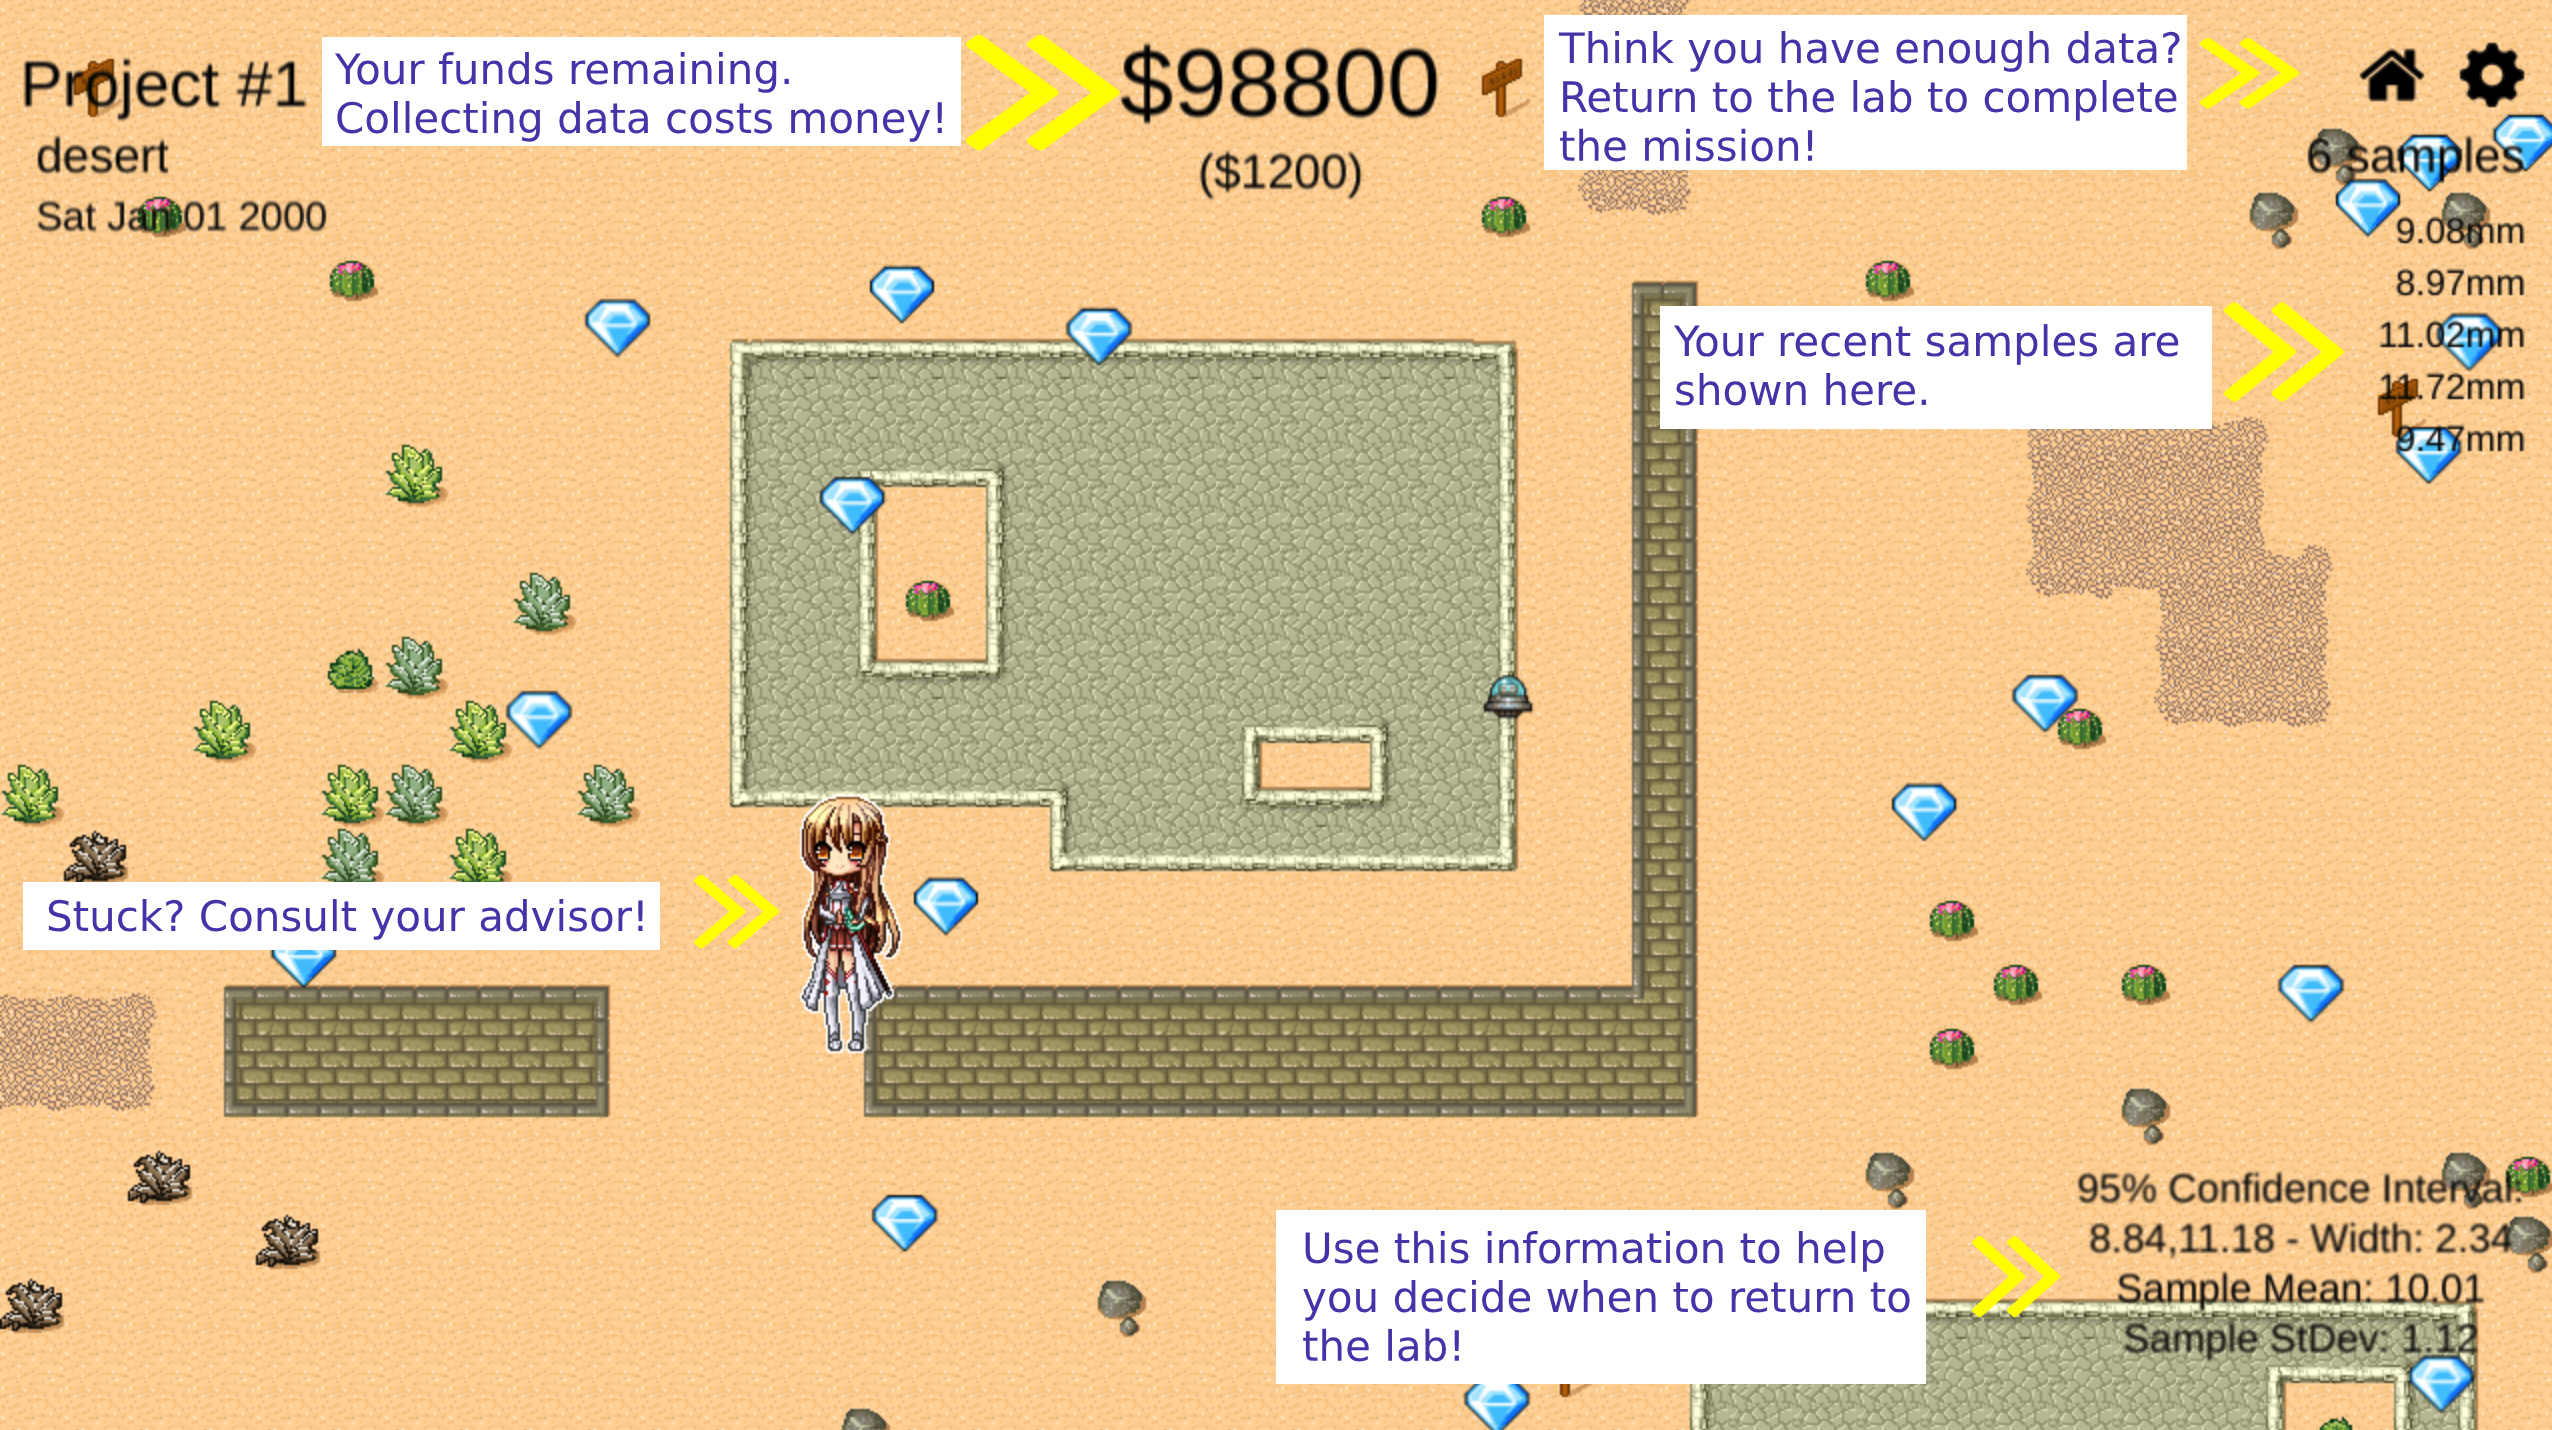 Project #1
desert
Sat Jan 01 2000
Your funds remaining.
Collecting data costs money!
$98800
($1200)
Think you have enough data?
Return to the lab to complete
the mission!
6 samples
9.08mm
8.97mm
11.02mm
11.72mm
9.47mm
Your recent samples are
shown here.
Stuck? Consult your advisor!
Use this information to help
you decide when to return to
the lab!
95% Confidence Interval:
8.84,11.18 - Width: 2.34
Sample Mean: 10.01
Sample StDev: 1.12